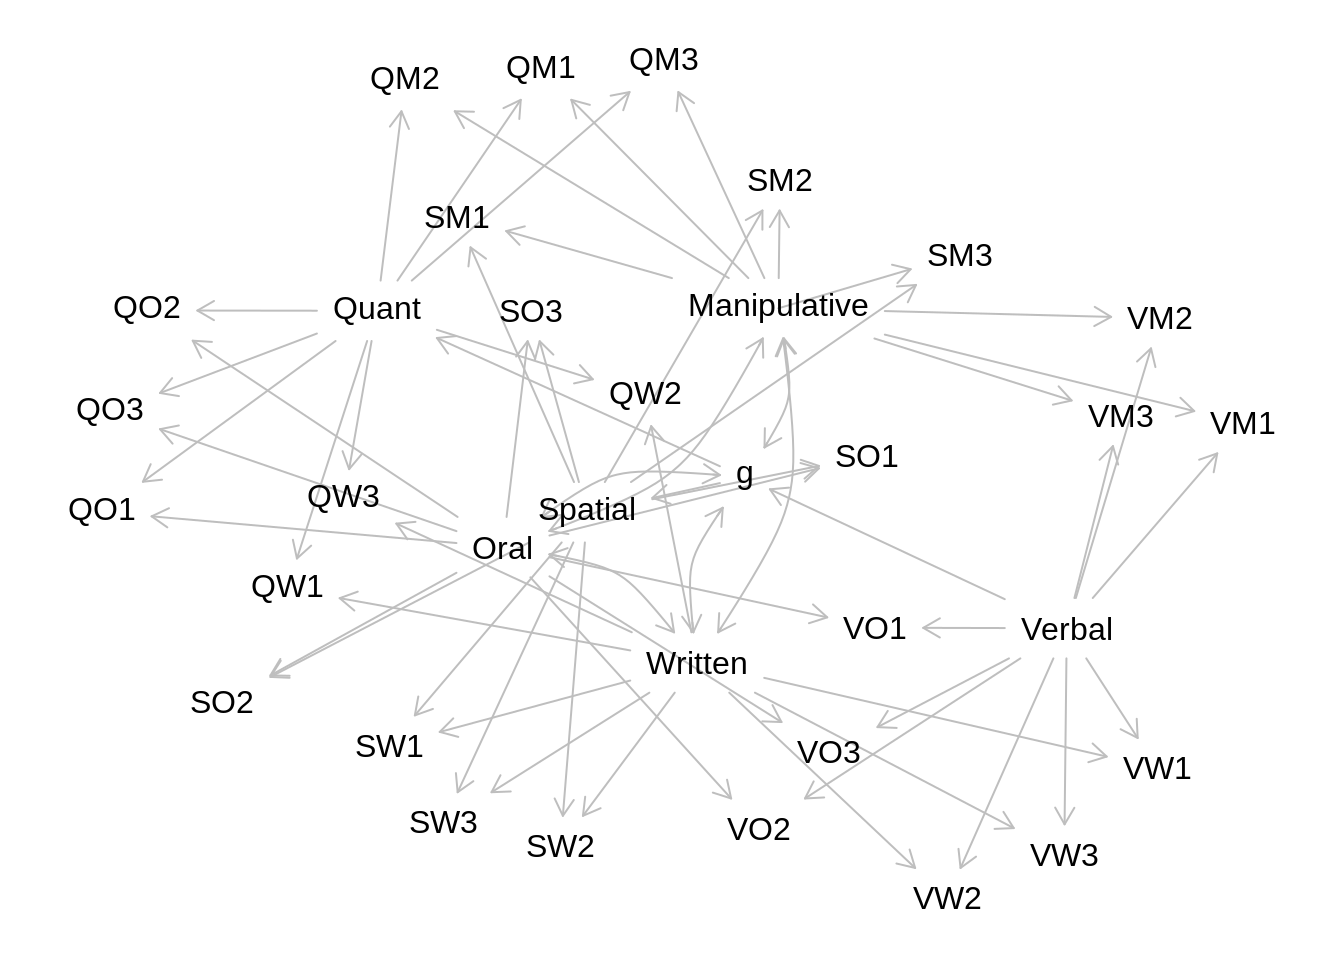 QM3
QM1
QM2
SM2
SM1
SM3
Manipulative
QO2
Quant
SO3
VM2
QW2
QO3
VM3
VM1
SO1
g
QW3
QO1
Spatial
Oral
QW1
VO1
Verbal
Written
SO2
SW1
VO3
VW1
SW3
VO2
SW2
VW3
VW2